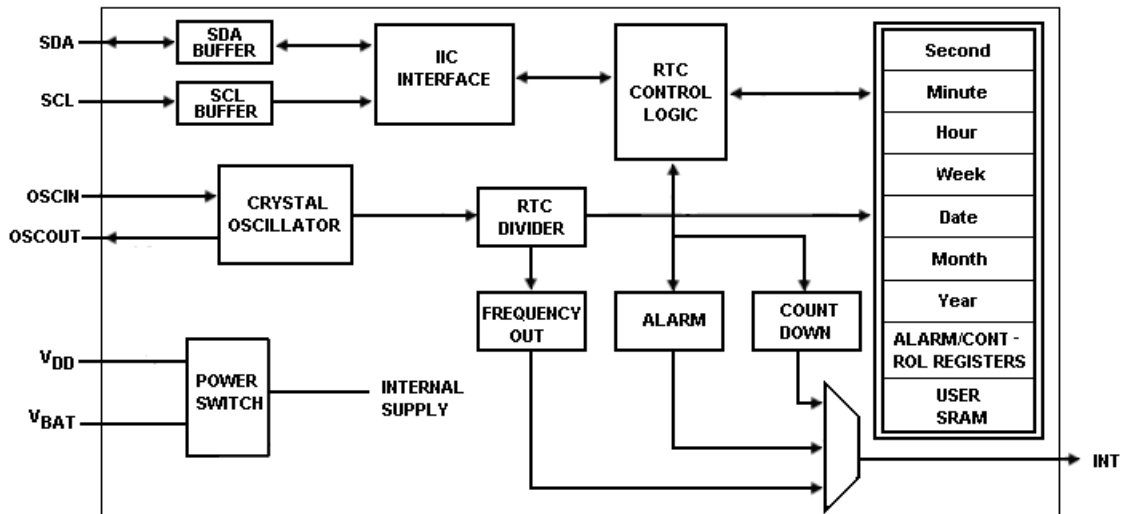 SDA
SDA
BUFFER
IIC
INTERFACE
RTC
CONTROL
LOGIC
SCL
SCL
BUFFER
OSCIN
OSCOUT
CRYSTAL
OSCILLATOR
RTC
DIVIDER
FREQUENCY
OUT
ALARM
COUNT
DOWN
VDD
VBAT
POWER
SWITCH
INTERNAL
SUPPLY
Second
Minute
Hour
Week
Date
Month
Year
ALARM/CONT -
ROL REGISTERS
USER
SRAM
INT